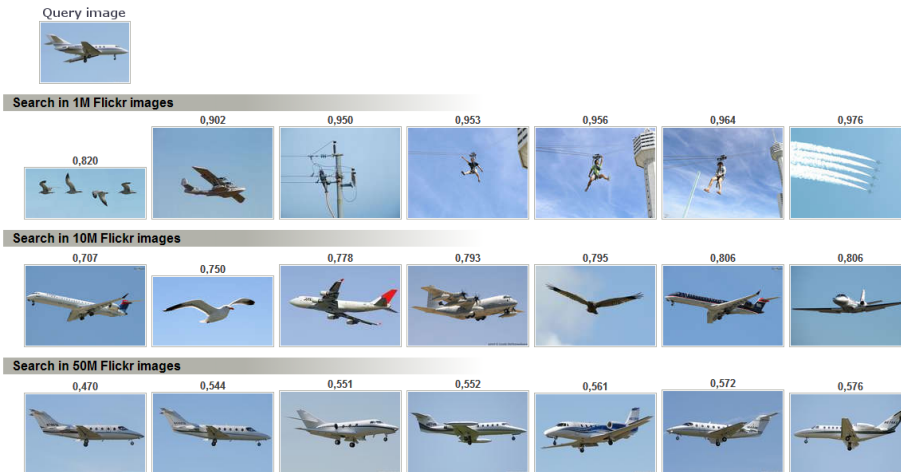 Query image
Search in 1M Flickr images
0,820 0,902 0,950 0,953 0,956 0,964 0,976
Search in 10M Flickr images
0,707 0,750 0,778 0,793 0,795 0,806 0,806
Search in 50M Flickr images
0,470 0,544 0,551 0,552 0,561 0,572 0,576